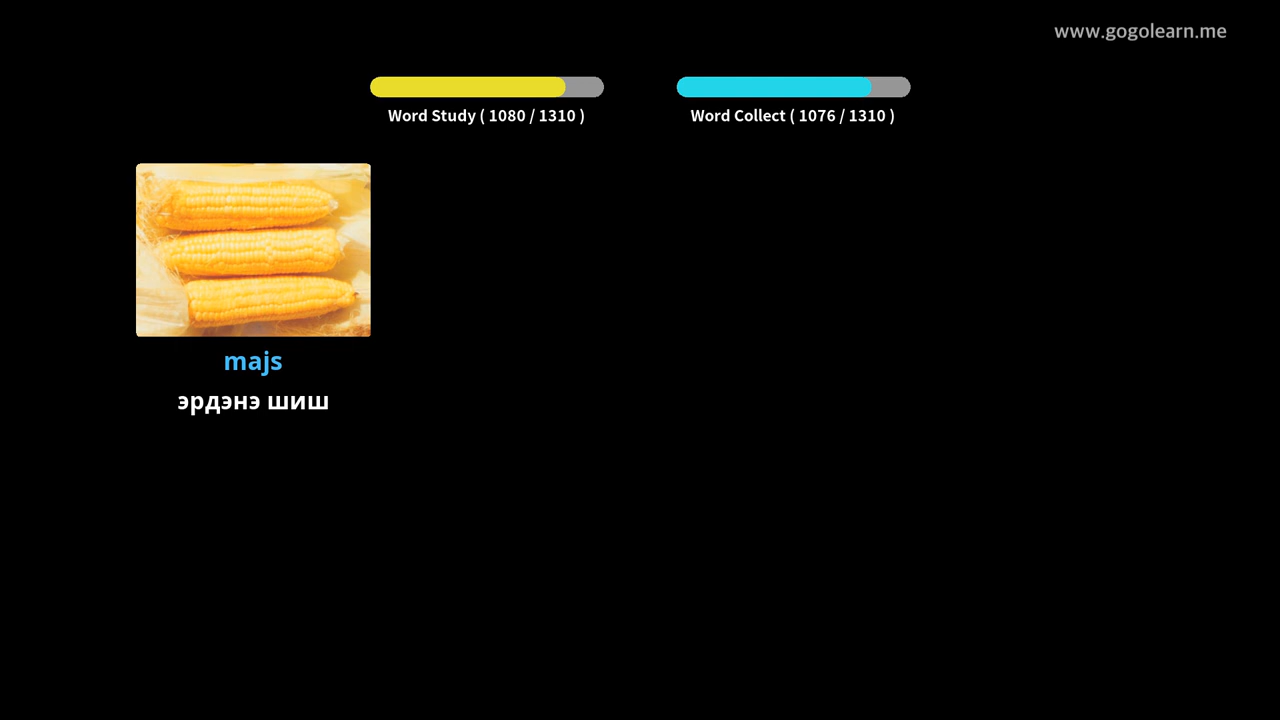 www.gogolearn.me
Word Study ( 1080 / 1310 )
Word Collect ( 1076 / 1310 )
majs
эрдэнэ шиш